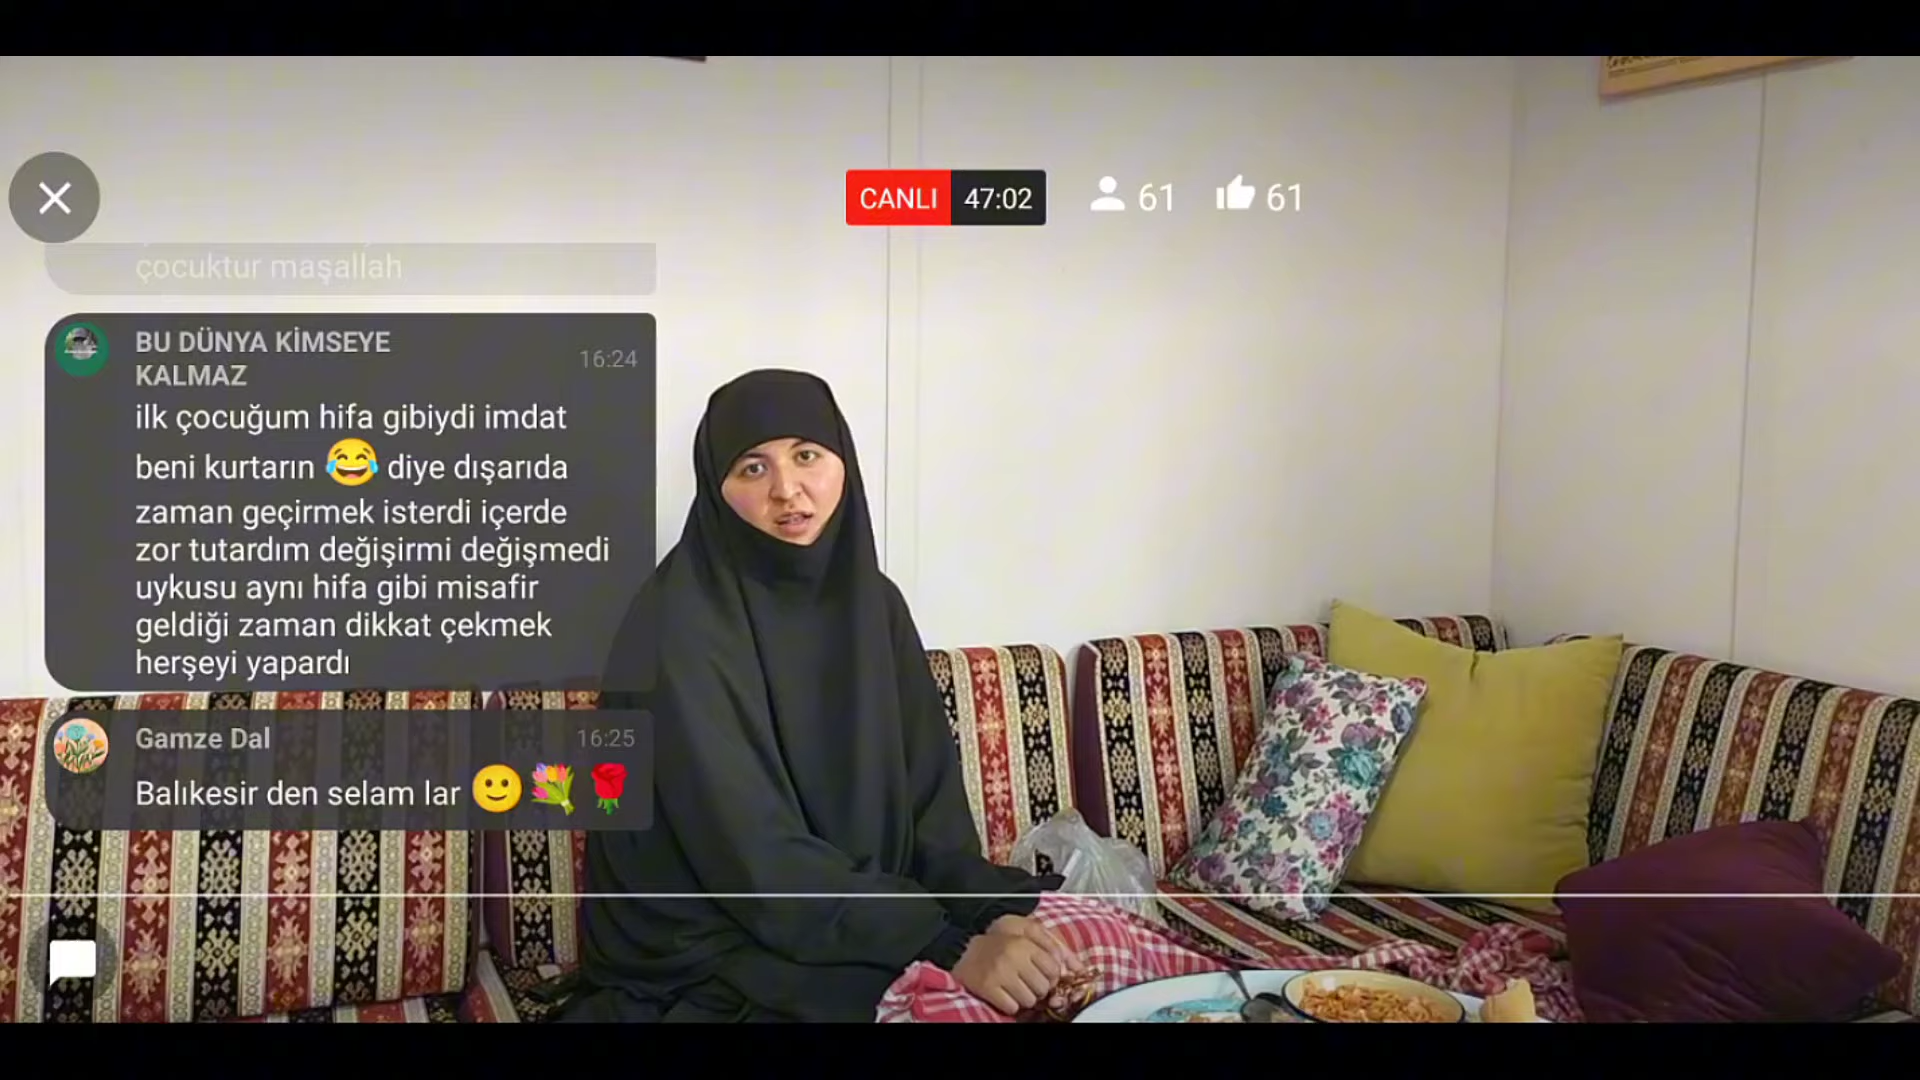 CANLI 47:02 61 61
çocuktur maşallah
BU DÜNYA KİMSEYE
KALMAZ
16:24
ilk çocuğum hifa gibiydi imdat
beni kurtarın 😂 diye dışarıda
zaman geçirmek isterdi içerde
zor tutardım değişirmi değişmedi
uykusu aynı hifa gibi misafir
geldiği zaman dikkat çekmek
herşeyi yapardı
Gamze Dal 16:25
Balıkesir den selam lar 🙂💐🌹